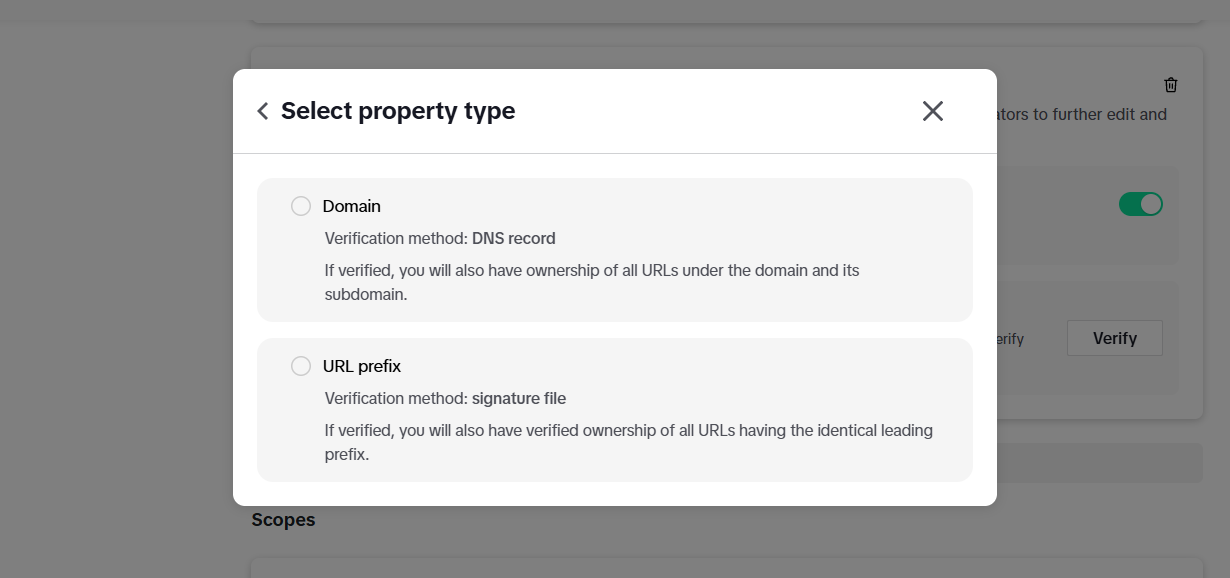 Select property type
ators to further edit and
Domain
Verification method: DNS record
If verified, you will also have ownership of all URLs under the domain and its
subdomain.
URL prefix
erify
Verify
Verification method: signature file
If verified, you will also have verified ownership of all URLs having the identical leading
prefix.
Scopes